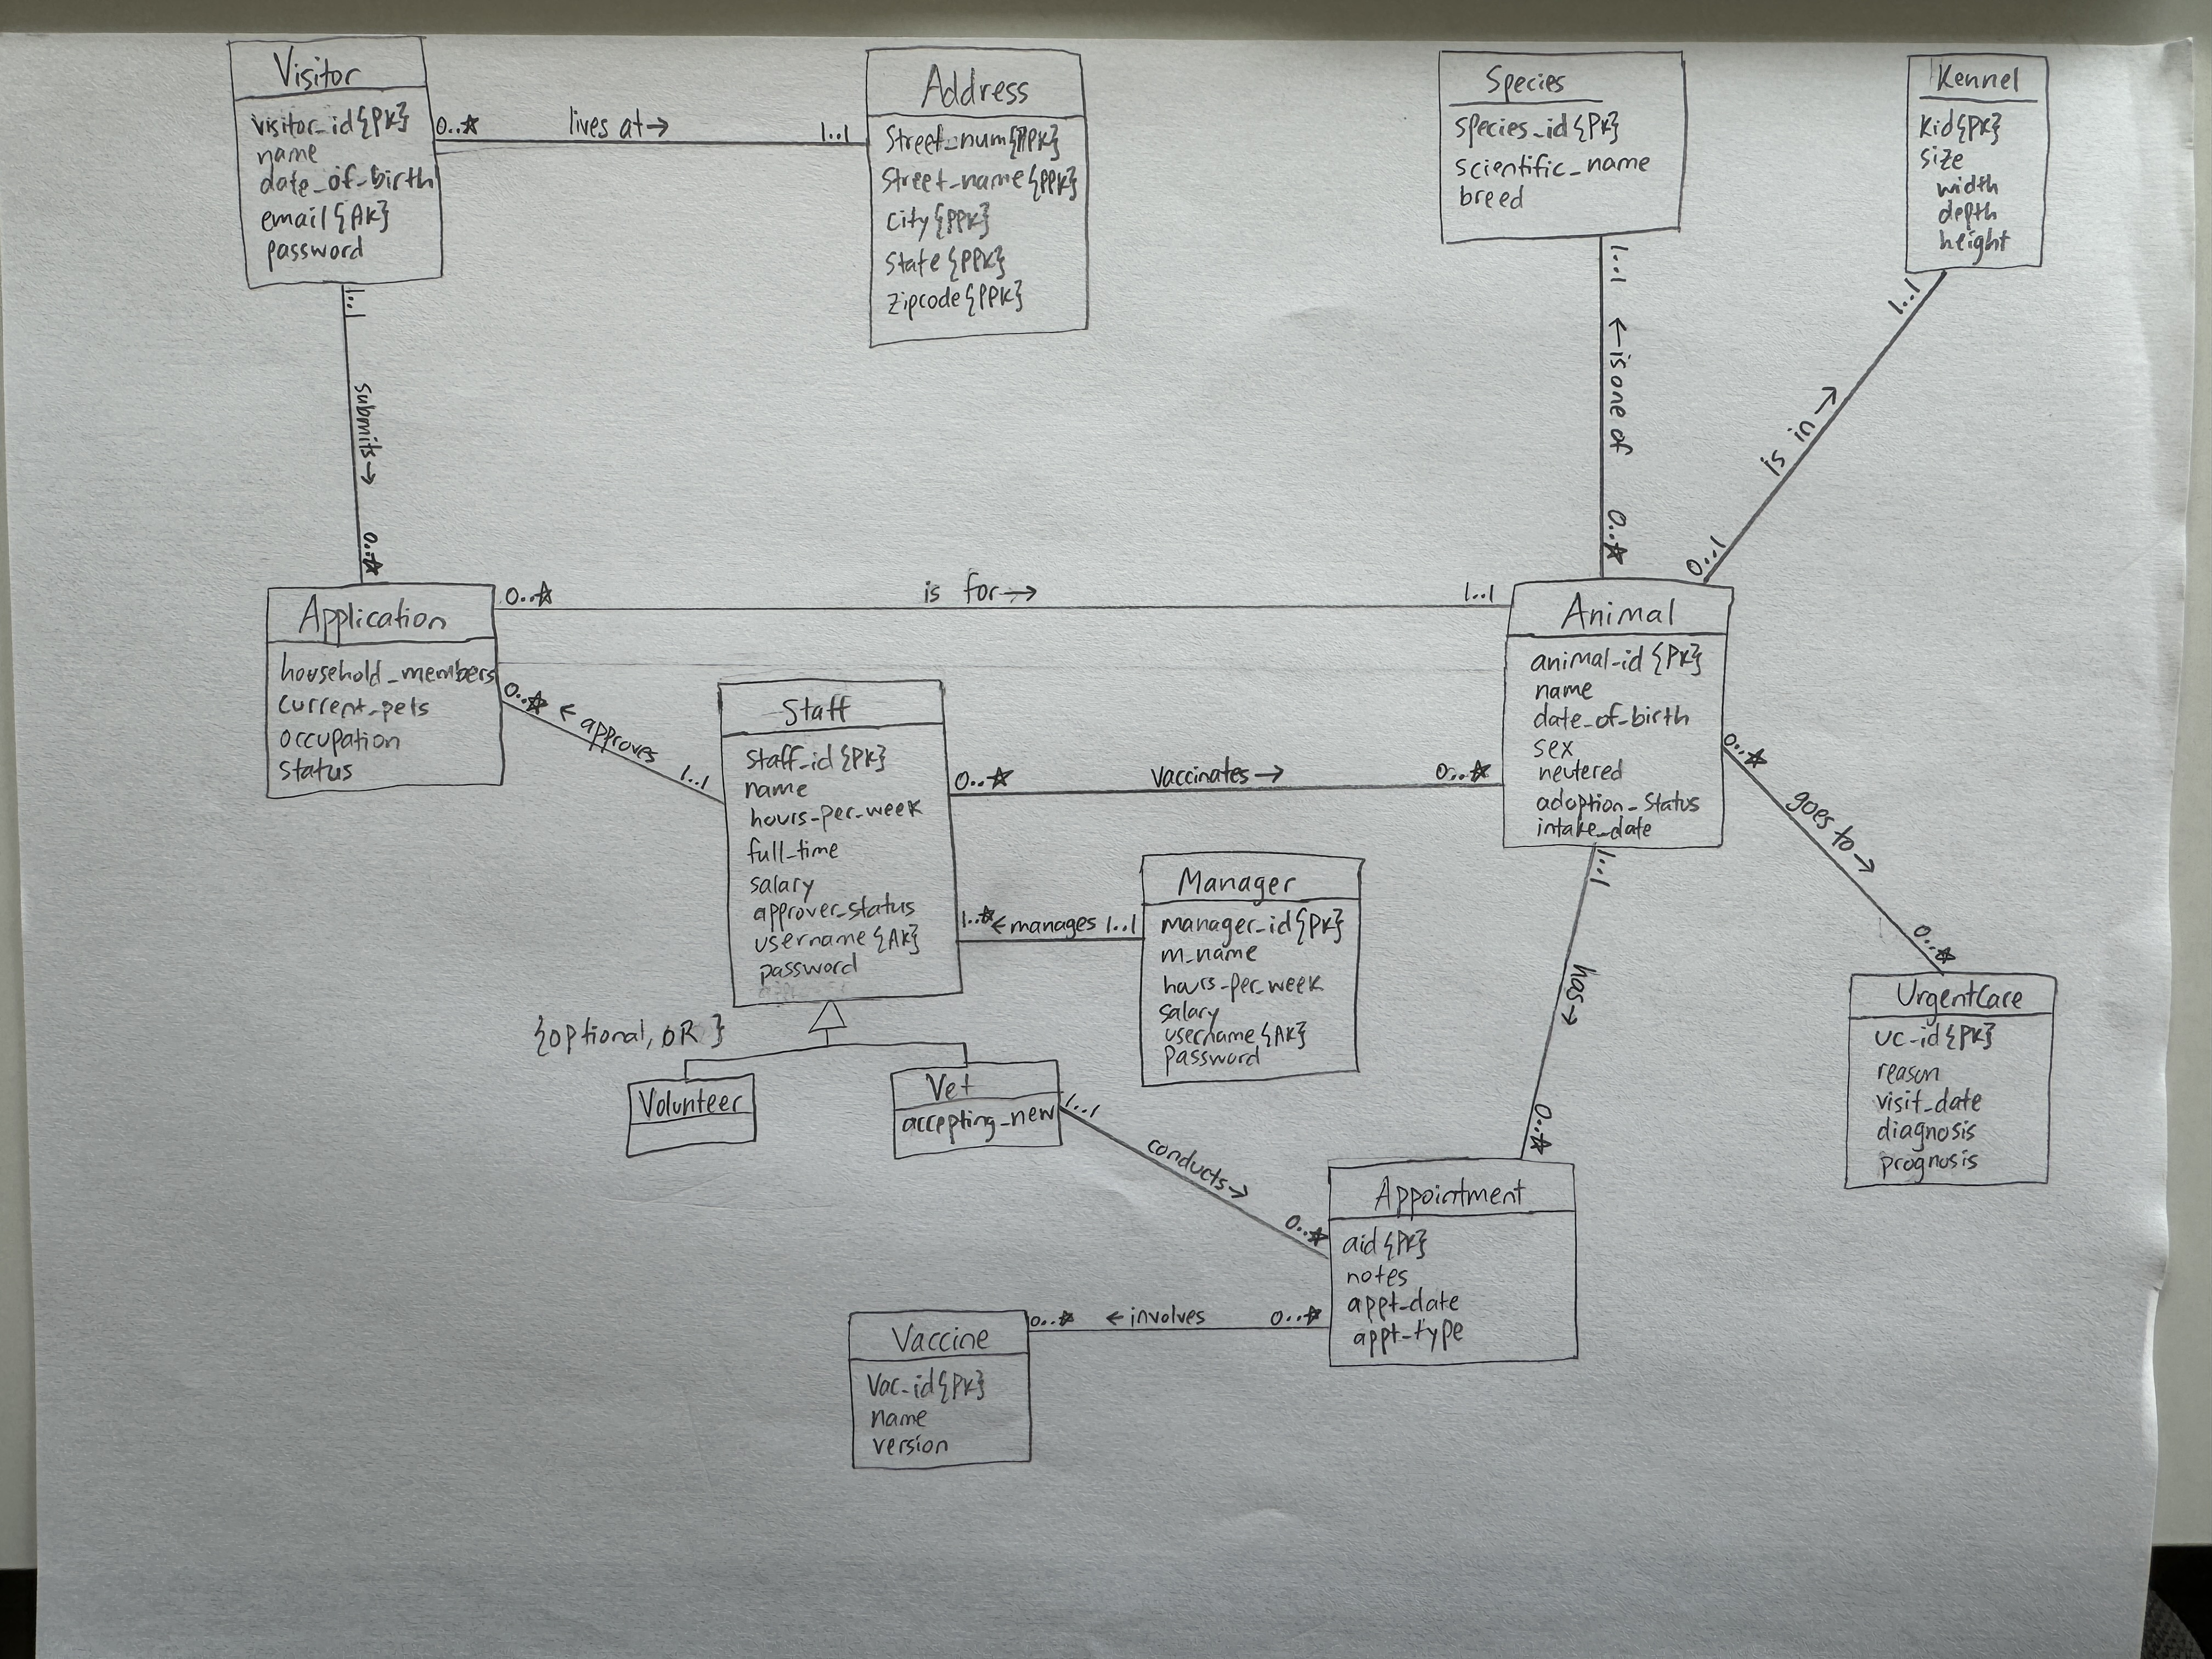 Visitor
visitor_id{PK}
name
date_of_birth
email{AK}
password
0..*
lives at→
1..1
Address
Street_num{PPK}
Street_name{PPK}
City{PPK}
State{PPK}
Zipcode{PPK}
Species
species_id{PK}
scientific_name
breed
Kennel
Kid{PK}
size
width
depth
height
1..1
submits→
0..*
1..1
←is one of
0..*
1..1
is in→
0..1
Application
household_members
current_pets
occupation
status
0..*
is for→
1..1
Animal
animal_id{PK}
name
date_of_birth
sex
neutered
adoption_status
intake_date
0..*
←approves
1..1
Staff
staff_id{PK}
name
hours_per_week
full_time
salary
approver_status
username{AK}
password
0..*
vaccinates→
0..*
1..*
←manages
1..1
Manager
manager_id{PK}
m_name
hours_per_week
salary
username{AK}
password
0..*
goes to→
0..*
UrgentCare
uc_id{PK}
reason
visit_date
diagnosis
prognosis
{optional, OR}
Volunteer
Vet
accepting_new
1..1
conducts→
0..*
1..1
has→
0..*
Appointment
aid{PK}
notes
appt_date
appt_type
0..*
←involves
0..*
Vaccine
Vac_id{PK}
name
version